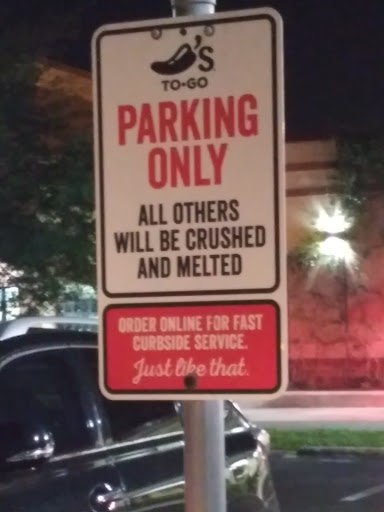 'S
TO-GO
PARKING
ONLY
ALL OTHERS
WILL BE CRUSHED
AND MELTED
ORDER ONLINE FOR FAST
CURBSIDE SERVICE.
Just like that.